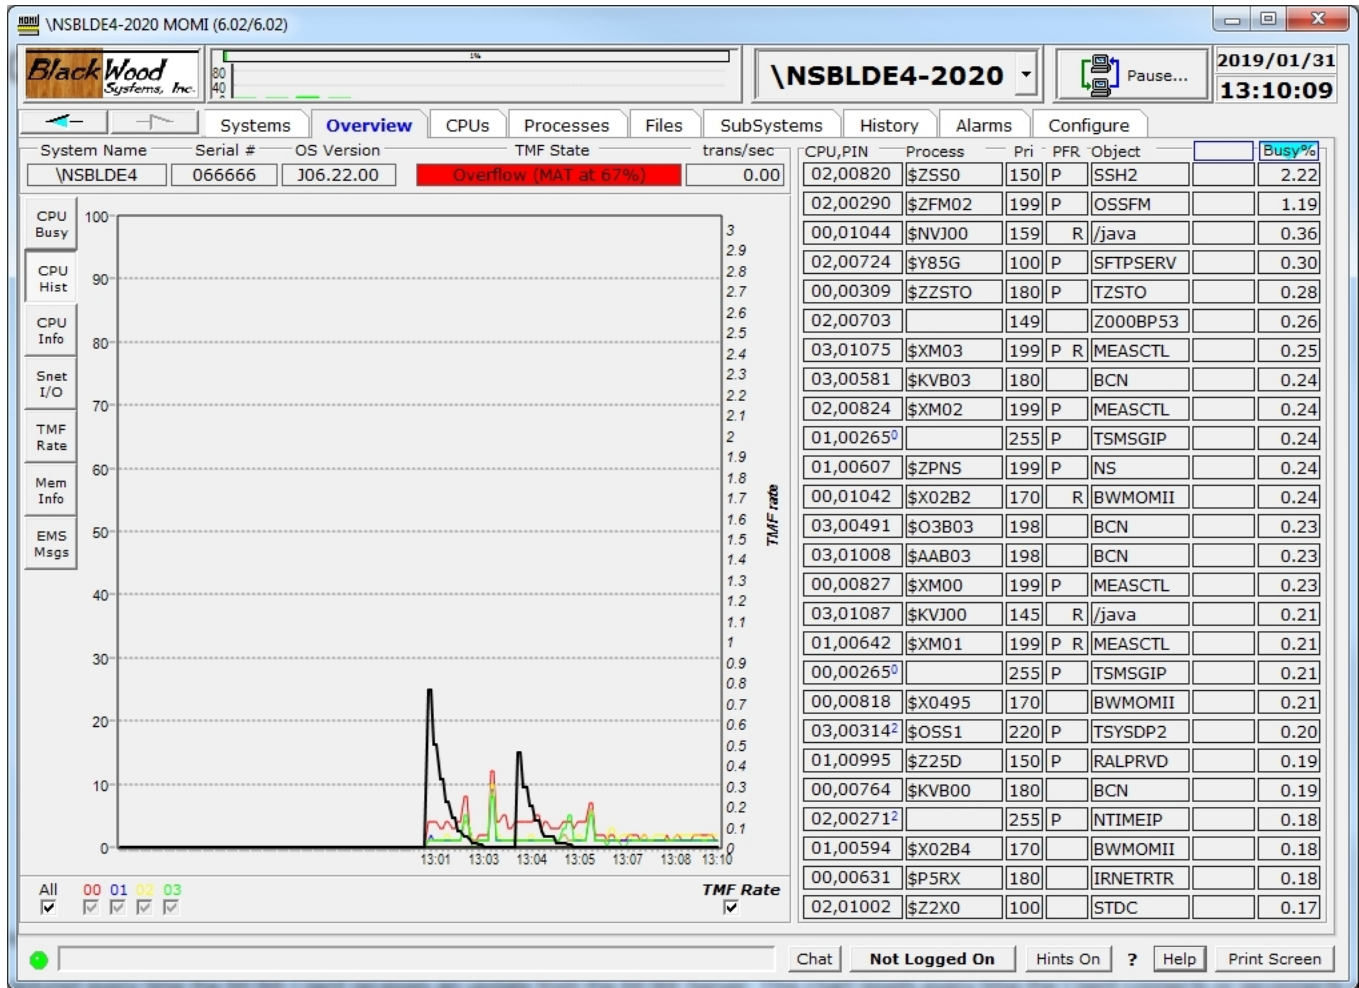 \NSBLDE4-2020 MOMI (6.02/6.02)
BlackWood
Systems, Inc.
1%
80
40
\NSBLDE4-2020
Pause...
2019/01/31
13:10:09
Systems Overview CPUs Processes Files SubSystems History Alarms Configure
System Name Serial # OS Version TMF State trans/sec
\NSBLDE4 066666 J06.22.00 Overflow (MAT at 67%) 0.00
CPU Busy
CPU Hist
CPU Info
Snet I/O
TMF Rate
Mem Info
EMS Msgs
100
90
80
70
60
50
40
30
20
10
0
3
2.9
2.8
2.7
2.6
2.5
2.4
2.3
2.2
2.1
2
1.9
1.8
1.7
1.6
1.5
1.4
1.3
1.2
1.1
1
0.9
0.8
0.7
0.6
0.5
0.4
0.3
0.2
0.1
0
TMF rate
13:01 13:03 13:04 13:05 13:07 13:08 13:10
All 00 01 02 03 TMF Rate
CPU,PIN Process Pri PFR Object Busy%
02,00820 $ZSS0 150 P SSH2 2.22
02,00290 $ZFM02 199 P OSSFM 1.19
00,01044 $NVJ00 159 R /java 0.36
02,00724 $Y85G 100 P SFTPSERV 0.30
00,00309 $ZZSTO 180 P TZSTO 0.28
02,00703 149 Z000BP53 0.26
03,01075 $XM03 199 P R MEASCTL 0.25
03,00581 $KVB03 180 BCN 0.24
02,00824 $XM02 199 P MEASCTL 0.24
01,00265⁰ 255 P TSMSGIP 0.24
01,00607 $ZPNS 199 P NS 0.24
00,01042 $X02B2 170 R BWMOMII 0.24
03,00491 $O3B03 198 BCN 0.23
03,01008 $AAB03 198 BCN 0.23
00,00827 $XM00 199 P MEASCTL 0.23
03,01087 $KVJ00 145 R /java 0.21
01,00642 $XM01 199 P R MEASCTL 0.21
00,00265⁰ 255 P TSMSGIP 0.21
00,00818 $X0495 170 BWMOMII 0.21
03,00314² $OSS1 220 P TSYSDP2 0.20
01,00995 $Z25D 150 P RALPRVD 0.19
00,00764 $KVB00 180 BCN 0.19
02,00271² 255 P NTIMEIP 0.18
01,00594 $X02B4 170 BWMOMII 0.18
00,00631 $P5RX 180 IRNETRTR 0.18
02,01002 $Z2X0 100 STDC 0.17
Chat Not Logged On Hints On ? Help Print Screen